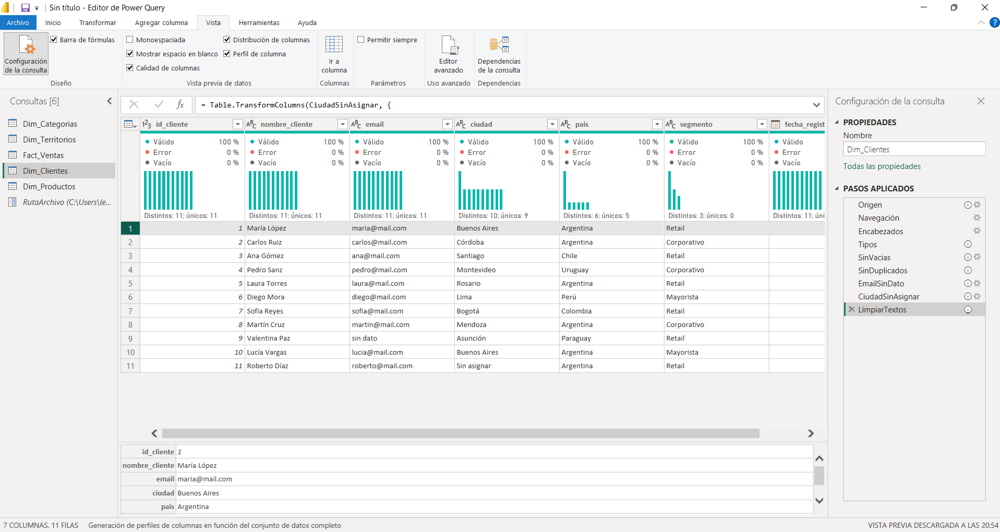 Sin título - Editor de Power Query
Archivo Inicio Transformar Agregar columna Vista Herramientas Ayuda
?
Configuración de la consulta
Barra de fórmulas
Diseño
Monoespaciada
Mostrar espacio en blanco
Calidad de columnas
Distribución de columnas
Perfil de columna
Vista previa de datos
Ir a columna
Columnas
Permitir siempre
Parámetros
Editor avanzado
Uso avanzado
Dependencias de la consulta
Dependencias
Consultas [6]
Dim_Categorias
Dim_Territorios
Fact_Ventas
Dim_Clientes
Dim_Productos
RutaArchivo (C:\Users\le...
fx = Table.TransformColumns(CiudadSinAsignar, {
123 id_cliente ABC nombre_cliente ABC email ABC ciudad ABC pais ABC segmento fecha_regist
Válido 100 % Válido 100 % Válido 100 % Válido 100 % Válido 100 % Válido 100 % Válido
Error 0 % Error 0 % Error 0 % Error 0 % Error 0 % Error 0 % Error
Vacío 0 % Vacío 0 % Vacío 0 % Vacío 0 % Vacío 0 % Vacío 0 % Vacío
Distintos: 11; únicos: 11 Distintos: 11; únicos: 11 Distintos: 11; únicos: 11 Distintos: 10; únicos: 9 Distintos: 6; únicos: 5 Distintos: 3; únicos: 0 Distintos: 11; úni
1 1 María López maria@mail.com Buenos Aires Argentina Retail
2 2 Carlos Ruiz carlos@mail.com Córdoba Argentina Corporativo
3 3 Ana Gómez ana@mail.com Santiago Chile Retail
4 4 Pedro Sanz pedro@mail.com Montevideo Uruguay Corporativo
5 5 Laura Torres laura@mail.com Rosario Argentina Retail
6 6 Diego Mora diego@mail.com Lima Perú Mayorista
7 7 Sofía Reyes sofia@mail.com Bogotá Colombia Retail
8 8 Martín Cruz martin@mail.com Mendoza Argentina Corporativo
9 9 Valentina Paz sin dato Asunción Paraguay Retail
10 10 Lucía Vargas lucia@mail.com Buenos Aires Argentina Mayorista
11 11 Roberto Díaz roberto@mail.com Sin asignar Argentina Retail
id_cliente 1
nombre_cliente María López
email maria@mail.com
ciudad Buenos Aires
pais Argentina
Configuración de la consulta
PROPIEDADES
Nombre
Dim_Clientes
Todas las propiedades
PASOS APLICADOS
Origen
Navegación
Encabezados
Tipos
SinVacias
SinDuplicados
EmailSinDato
CiudadSinAsignar
LimpiarTextos
7 COLUMNAS, 11 FILAS Generación de perfiles de columnas en función del conjunto de datos completo VISTA PREVIA DESCARGADA A LAS 20:54